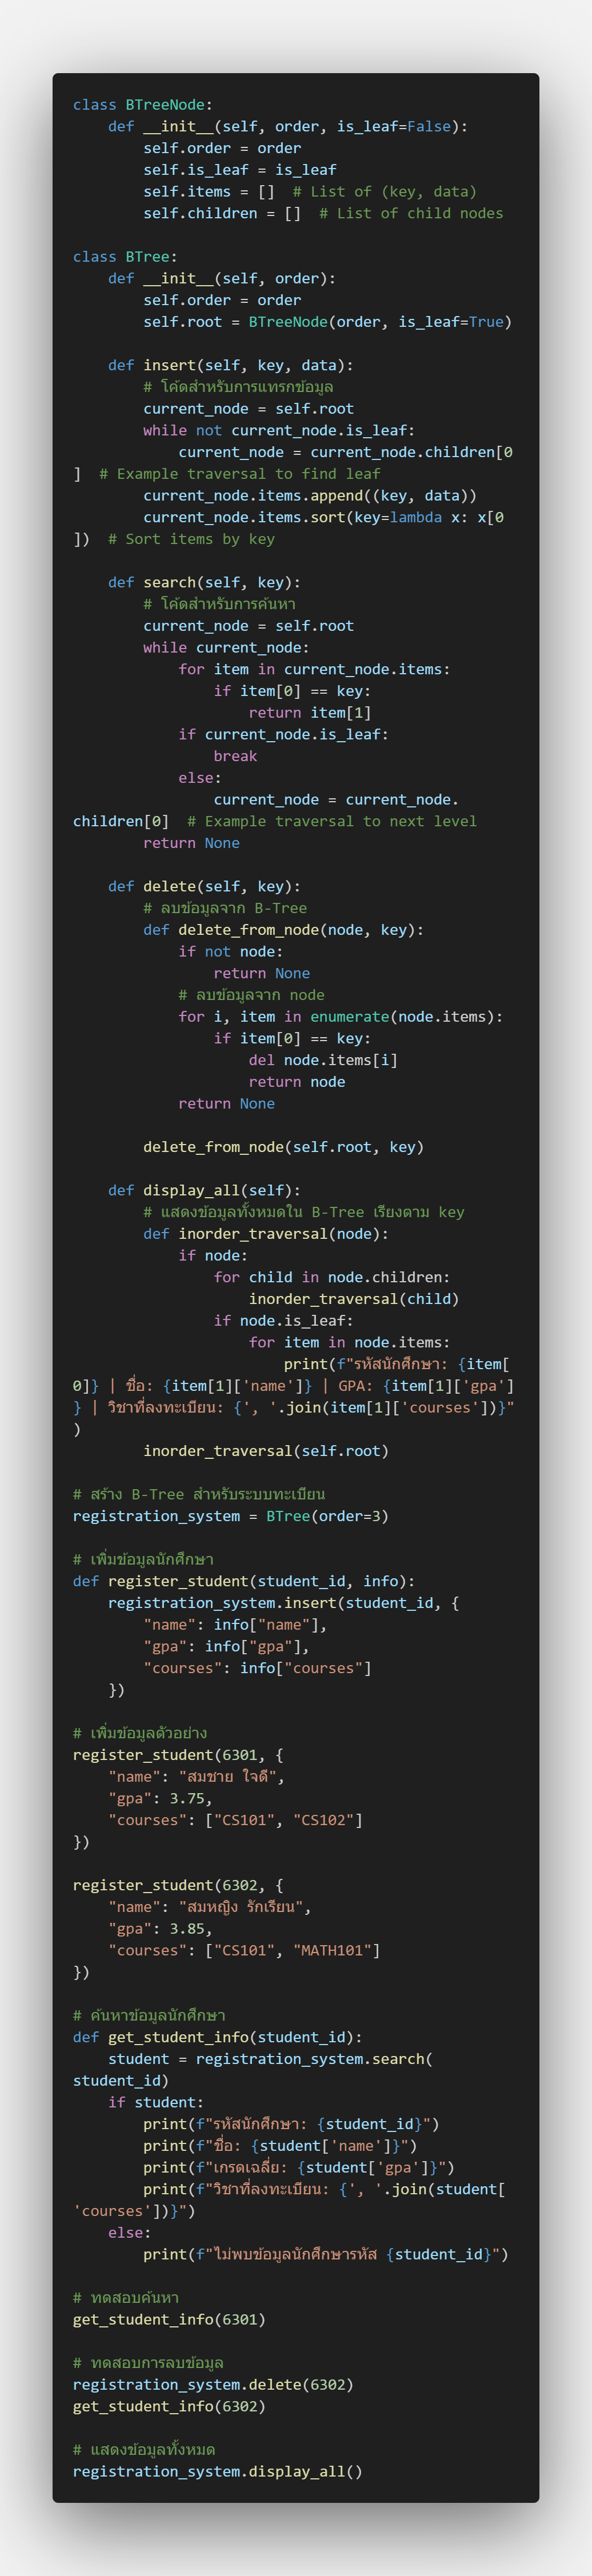 class BTreeNode:
    def __init__(self, order, is_leaf=False):
        self.order = order
        self.is_leaf = is_leaf
        self.items = []  # List of (key, data)
        self.children = []  # List of child nodes

class BTree:
    def __init__(self, order):
        self.order = order
        self.root = BTreeNode(order, is_leaf=True)

    def insert(self, key, data):
        # โค้ดสำหรับการแทรกข้อมูล
        current_node = self.root
        while not current_node.is_leaf:
            current_node = current_node.children[0
]  # Example traversal to find leaf
        current_node.items.append((key, data))
        current_node.items.sort(key=lambda x: x[0
])  # Sort items by key

    def search(self, key):
        # โค้ดสำหรับการค้นหา
        current_node = self.root
        while current_node:
            for item in current_node.items:
                if item[0] == key:
                    return item[1]
            if current_node.is_leaf:
                break
            else:
                current_node = current_node.
children[0]  # Example traversal to next level
        return None

    def delete(self, key):
        # ลบข้อมูลจาก B-Tree
        def delete_from_node(node, key):
            if not node:
                return None
            # ลบข้อมูลจาก node
            for i, item in enumerate(node.items):
                if item[0] == key:
                    del node.items[i]
                    return node
            return None

        delete_from_node(self.root, key)

    def display_all(self):
        # แสดงข้อมูลทั้งหมดใน B-Tree เรียงตาม key
        def inorder_traversal(node):
            if node:
                for child in node.children:
                    inorder_traversal(child)
                if node.is_leaf:
                    for item in node.items:
                        print(f"รหัสนักศึกษา: {item[
0]} | ชื่อ: {item[1]['name']} | GPA: {item[1]['gpa']
} | วิชาที่ลงทะเบียน: {', '.join(item[1]['courses'])}"
)
        inorder_traversal(self.root)

# สร้าง B-Tree สำหรับระบบทะเบียน
registration_system = BTree(order=3)

# เพิ่มข้อมูลนักศึกษา
def register_student(student_id, info):
    registration_system.insert(student_id, {
        "name": info["name"],
        "gpa": info["gpa"],
        "courses": info["courses"]
    })

# เพิ่มข้อมูลตัวอย่าง
register_student(6301, {
    "name": "สมชาย ใจดี",
    "gpa": 3.75,
    "courses": ["CS101", "CS102"]
})

register_student(6302, {
    "name": "สมหญิง รักเรียน",
    "gpa": 3.85,
    "courses": ["CS101", "MATH101"]
})

# ค้นหาข้อมูลนักศึกษา
def get_student_info(student_id):
    student = registration_system.search(
student_id)
    if student:
        print(f"รหัสนักศึกษา: {student_id}")
        print(f"ชื่อ: {student['name']}")
        print(f"เกรดเฉลี่ย: {student['gpa']}")
        print(f"วิชาที่ลงทะเบียน: {', '.join(student[
'courses'])}")
    else:
        print(f"ไม่พบข้อมูลนักศึกษารหัส {student_id}")

# ทดสอบค้นหา
get_student_info(6301)

# ทดสอบการลบข้อมูล
registration_system.delete(6302)
get_student_info(6302)

# แสดงข้อมูลทั้งหมด
registration_system.display_all()